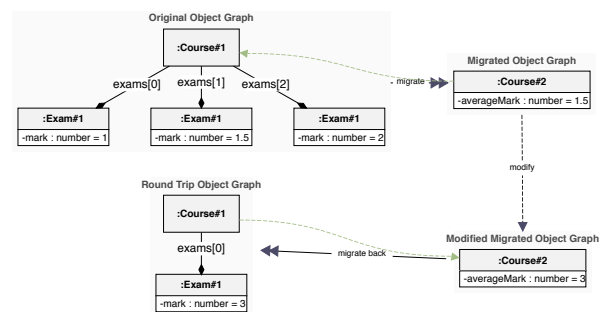 Original Object Graph
:Course#1
exams[0]
exams[1]
exams[2]
:Exam#1
-mark : number = 1
:Exam#1
-mark : number = 1.5
:Exam#1
-mark : number = 2
migrate
Migrated Object Graph
:Course#2
-averageMark : number = 1.5
modify
Round Trip Object Graph
:Course#1
exams[0]
:Exam#1
-mark : number = 3
migrate back
Modified Migrated Object Graph
:Course#2
-averageMark : number = 3